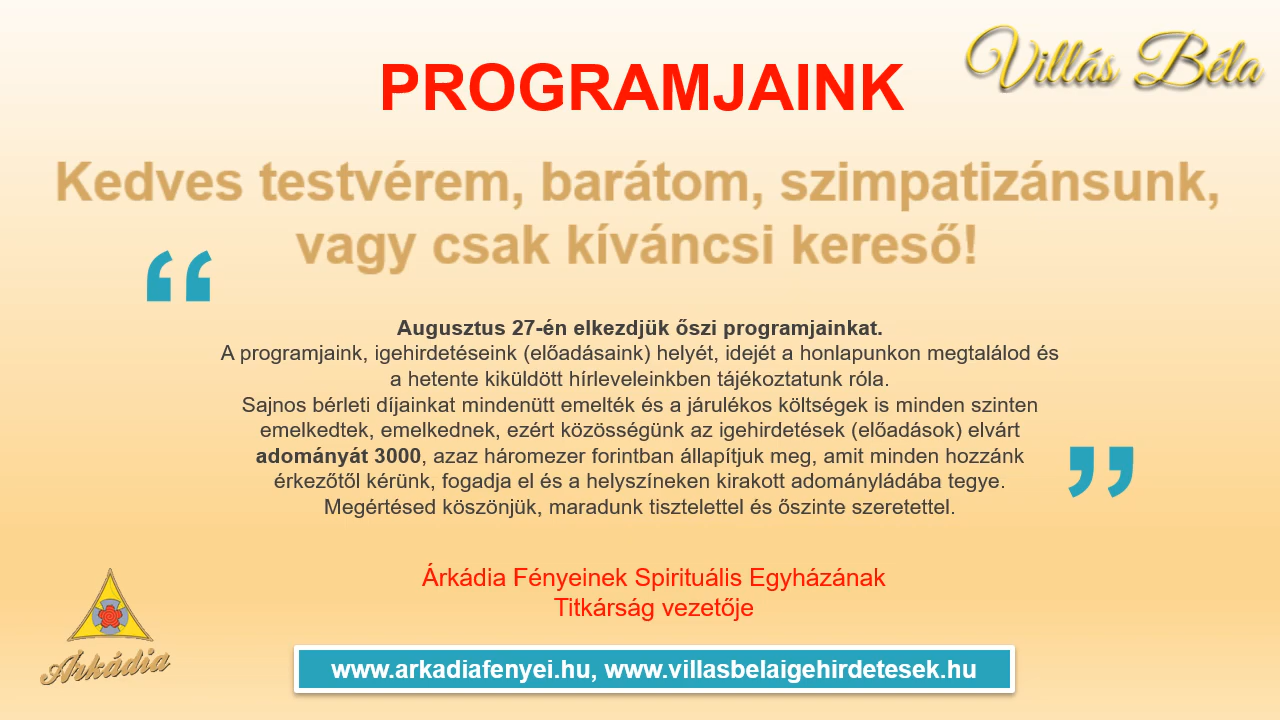 Villás Béla
PROGRAMJAINK
Kedves testvérem, barátom, szimpatizánsunk,
vagy csak kíváncsi kereső!
“
Augusztus 27-én elkezdjük őszi programjainkat.
A programjaink, igehirdetéseink (előadásaink) helyét, idejét a honlapunkon megtalálod és
a hetente kiküldött hírleveleinkben tájékoztatunk róla.
Sajnos bérleti díjainkat mindenütt emelték és a járulékos költségek is minden szinten
emelkedtek, emelkednek, ezért közösségünk az igehirdetések (előadások) elvárt
adományát 3000, azaz háromezer forintban állapítjuk meg, amit minden hozzánk
érkezőtől kérünk, fogadja el és a helyszíneken kirakott adományládába tegye.
Megértésed köszönjük, maradunk tisztelettel és őszinte szeretettel.
”
Árkádia Fényeinek Spirituális Egyházának
Titkárság vezetője
Árkádia
www.arkadiafenyei.hu, www.villasbelaigehirdetesek.hu